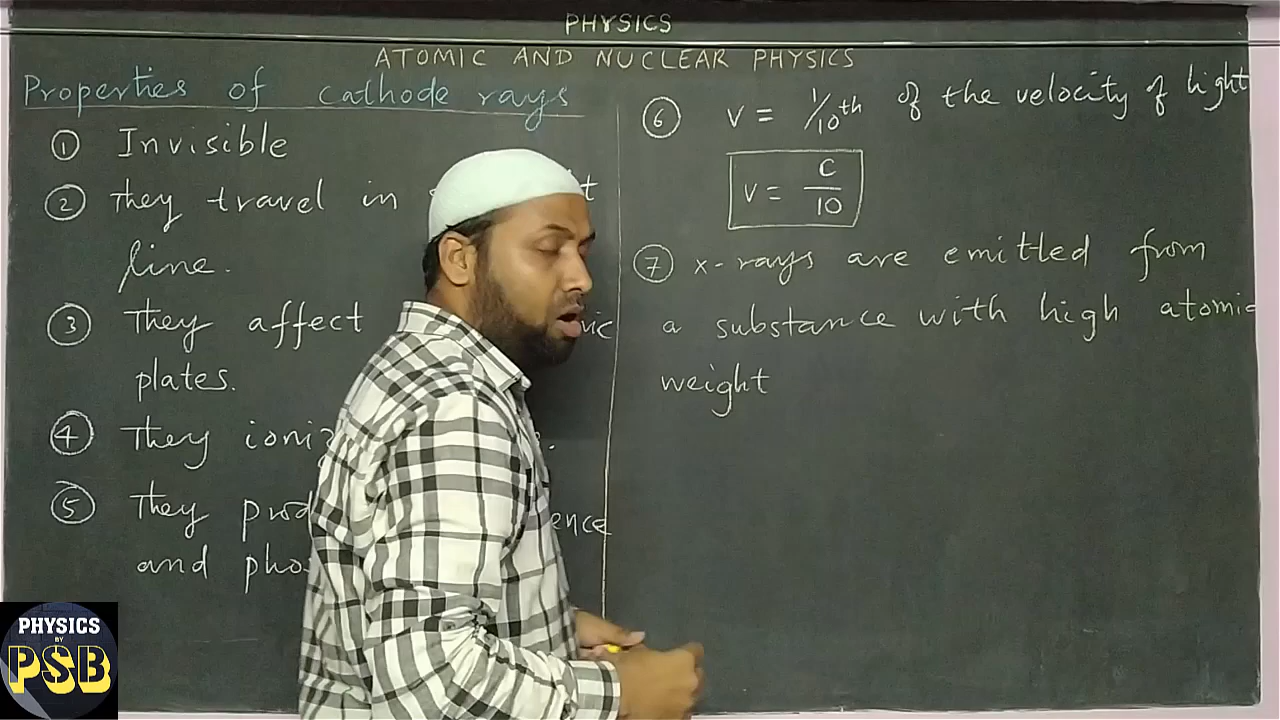 PHYSICS
ATOMIC AND NUCLEAR PHYSICS
Properties of cathode rays
① Invisible
② They travel in
line.
③ They affect
plates.
④ They
⑤ They
and
⑥ v = 1/10th of the velocity of light
v = c/10
⑦ x-rays are emitted from
a substance with high atomic
weight
PHYSICS
BY
PSB